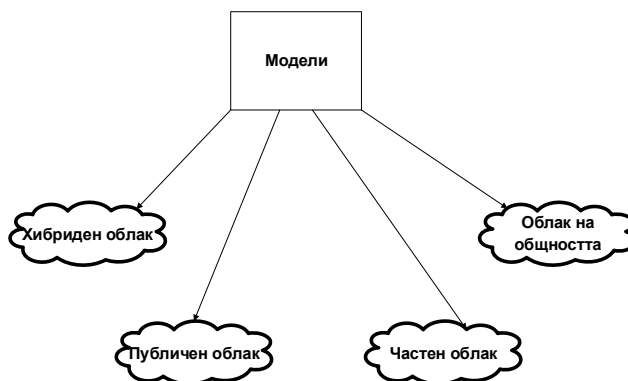 Модели
Хибриден облак
Облак на
общността
Публичен облак
Частен облак